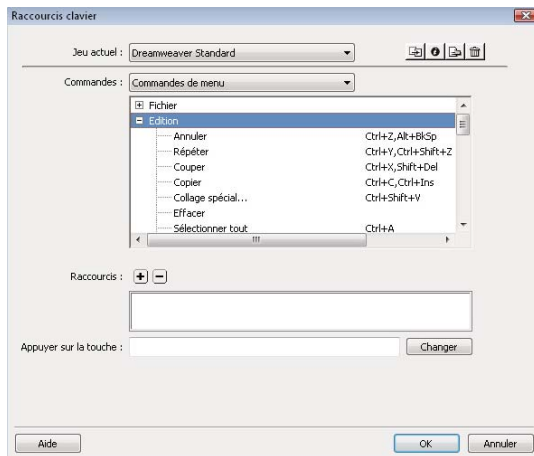 Raccourcis clavier
Jeu actuel : Dreamweaver Standard
Commandes : Commandes de menu
Fichier
Edition
Annuler Ctrl+Z,Alt+BkSp
Répéter Ctrl+Y,Ctrl+Shift+Z
Couper Ctrl+X,Shift+Del
Copier Ctrl+C,Ctrl+Ins
Collage spécial... Ctrl+Shift+V
Effacer
Sélectionner tout Ctrl+A
Raccourcis :
Appuyer sur la touche : Changer
Aide OK Annuler